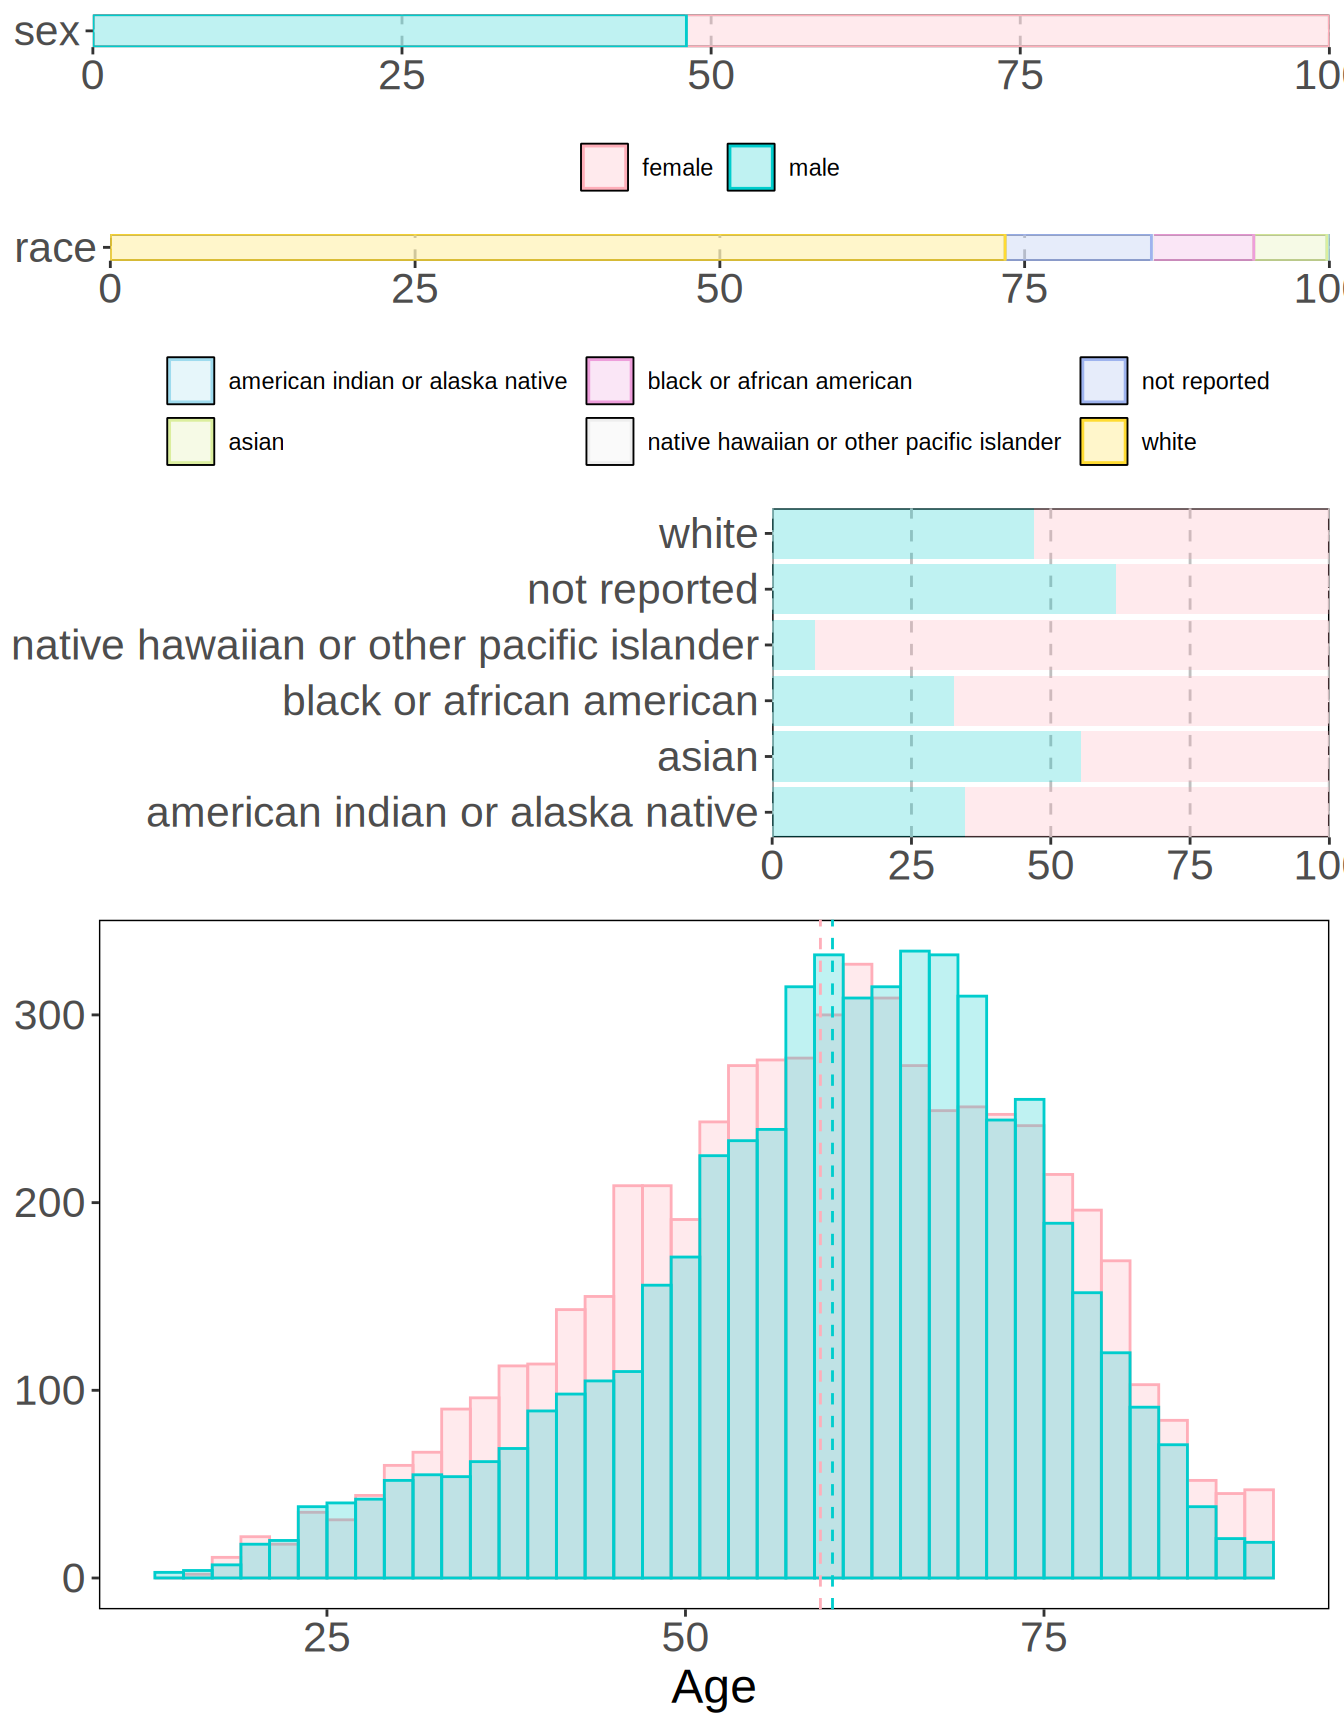 sex
0 25 50 75 10
female male
race
0 25 50 75 10
american indian or alaska native black or african american not reported
asian native hawaiian or other pacific islander white
white
not reported
native hawaiian or other pacific islander
black or african american
asian
american indian or alaska native
0 25 50 75 10
300
200
100
0
25 50 75
Age